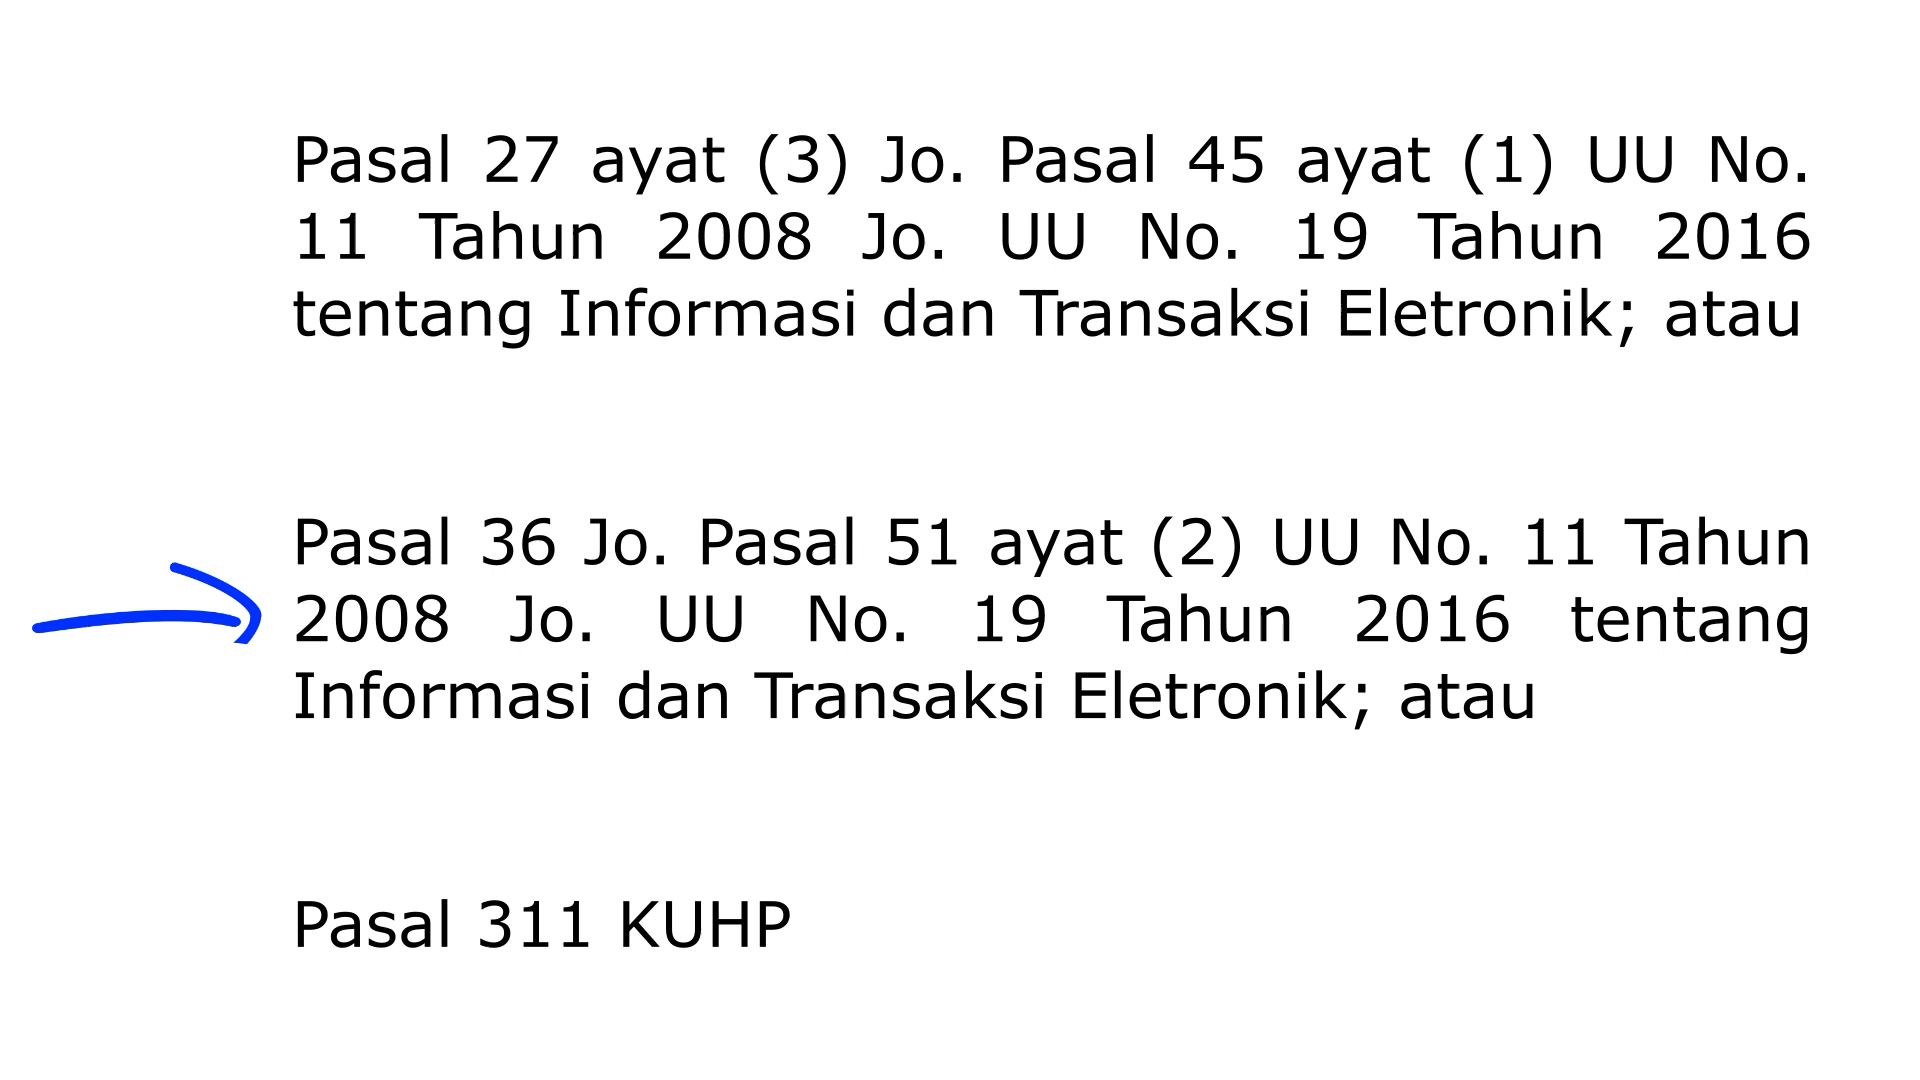 Pasal 27 ayat (3) Jo. Pasal 45 ayat (1) UU No.
11 Tahun 2008 Jo. UU No. 19 Tahun 2016
tentang Informasi dan Transaksi Eletronik; atau
Pasal 36 Jo. Pasal 51 ayat (2) UU No. 11 Tahun
2008 Jo. UU No. 19 Tahun 2016 tentang
Informasi dan Transaksi Eletronik; atau
Pasal 311 KUHP